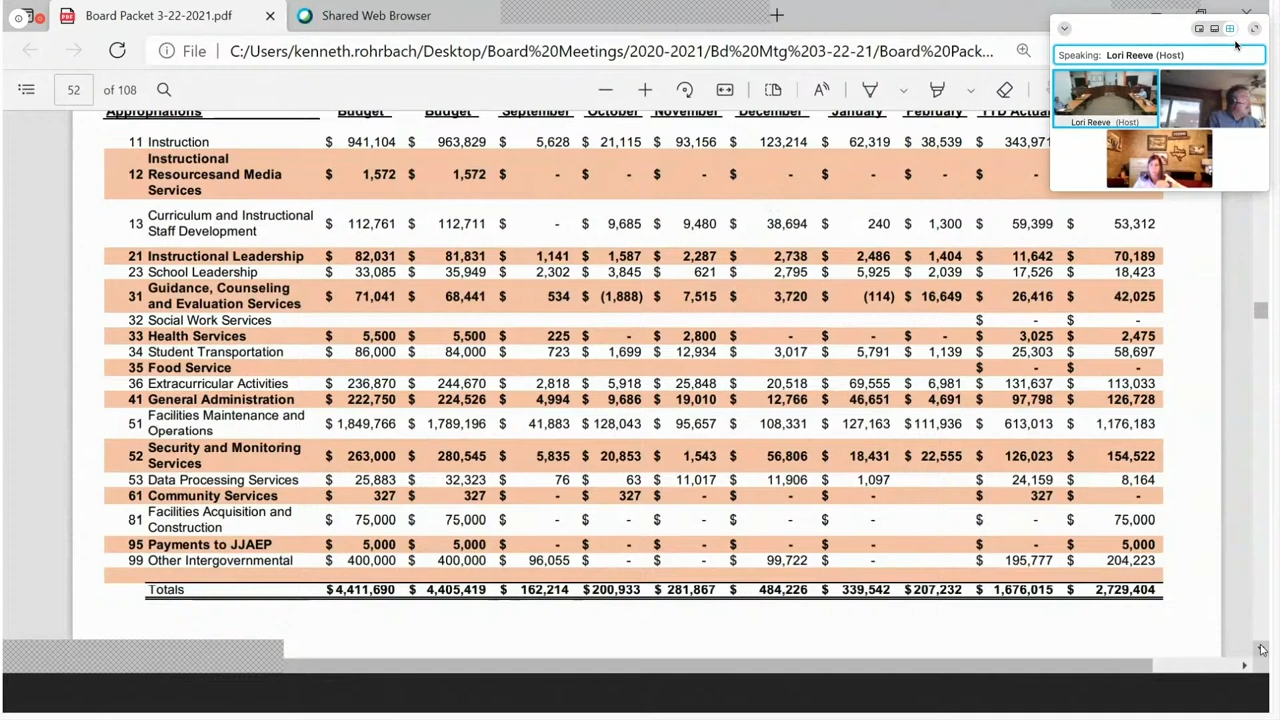 Board Packet 3-22-2021.pdf
Shared Web Browser
File C:/Users/kenneth.rohrbach/Desktop/Board%20Meetings/2020-2021/Bd%20Mtg%203-22-21/Board%20Pack...
52 of 108
Speaking: Lori Reeve (Host)
Lori Reeve (Host)
Appropriations Budget Budget September October November December January February YTD Actual
11 Instruction $ 941,104 $ 963,829 $ 5,628 $ 21,115 $ 93,156 $ 123,214 $ 62,319 $ 38,539 $ 343,971
Instructional
12 Resourcesand Media $ 1,572 $ 1,572 $ - $ - $ - $ - $ - $ - $ -
Services
13 Curriculum and Instructional $ 112,761 $ 112,711 $ - $ 9,685 $ 9,480 $ 38,694 $ 240 $ 1,300 $ 59,399 $ 53,312
Staff Development
21 Instructional Leadership $ 82,031 $ 81,831 $ 1,141 $ 1,587 $ 2,287 $ 2,738 $ 2,486 $ 1,404 $ 11,642 $ 70,189
23 School Leadership $ 33,085 $ 35,949 $ 2,302 $ 3,845 $ 621 $ 2,795 $ 5,925 $ 2,039 $ 17,526 $ 18,423
31 Guidance, Counseling $ 71,041 $ 68,441 $ 534 $ (1,888) $ 7,515 $ 3,720 $ (114) $ 16,649 $ 26,416 $ 42,025
and Evaluation Services
32 Social Work Services $ - $ -
33 Health Services $ 5,500 $ 5,500 $ 225 $ - $ 2,800 $ - $ - $ - $ 3,025 $ 2,475
34 Student Transportation $ 86,000 $ 84,000 $ 723 $ 1,699 $ 12,934 $ 3,017 $ 5,791 $ 1,139 $ 25,303 $ 58,697
35 Food Service $ - $ -
36 Extracurricular Activities $ 236,870 $ 244,670 $ 2,818 $ 5,918 $ 25,848 $ 20,518 $ 69,555 $ 6,981 $ 131,637 $ 113,033
41 General Administration $ 222,750 $ 224,526 $ 4,994 $ 9,686 $ 19,010 $ 12,766 $ 46,651 $ 4,691 $ 97,798 $ 126,728
51 Facilities Maintenance and $ 1,849,766 $ 1,789,196 $ 41,883 $ 128,043 $ 95,657 $ 108,331 $ 127,163 $ 111,936 $ 613,013 $ 1,176,183
Operations
52 Security and Monitoring $ 263,000 $ 280,545 $ 5,835 $ 20,853 $ 1,543 $ 56,806 $ 18,431 $ 22,555 $ 126,023 $ 154,522
Services
53 Data Processing Services $ 25,883 $ 32,323 $ 76 $ 63 $ 11,017 $ 11,906 $ 1,097 $ 24,159 $ 8,164
61 Community Services $ 327 $ 327 $ - $ 327 $ - $ - $ - $ 327 $ -
81 Facilities Acquisition and $ 75,000 $ 75,000 $ - $ - $ - $ - $ - $ - $ 75,000
Construction
95 Payments to JJAEP $ 5,000 $ 5,000 $ - $ - $ - $ - $ - $ - $ 5,000
99 Other Intergovernmental $ 400,000 $ 400,000 $ 96,055 $ - $ - $ 99,722 $ - $ 195,777 $ 204,223
Totals $ 4,411,690 $ 4,405,419 $ 162,214 $ 200,933 $ 281,867 $ 484,226 $ 339,542 $ 207,232 $ 1,676,015 $ 2,729,404